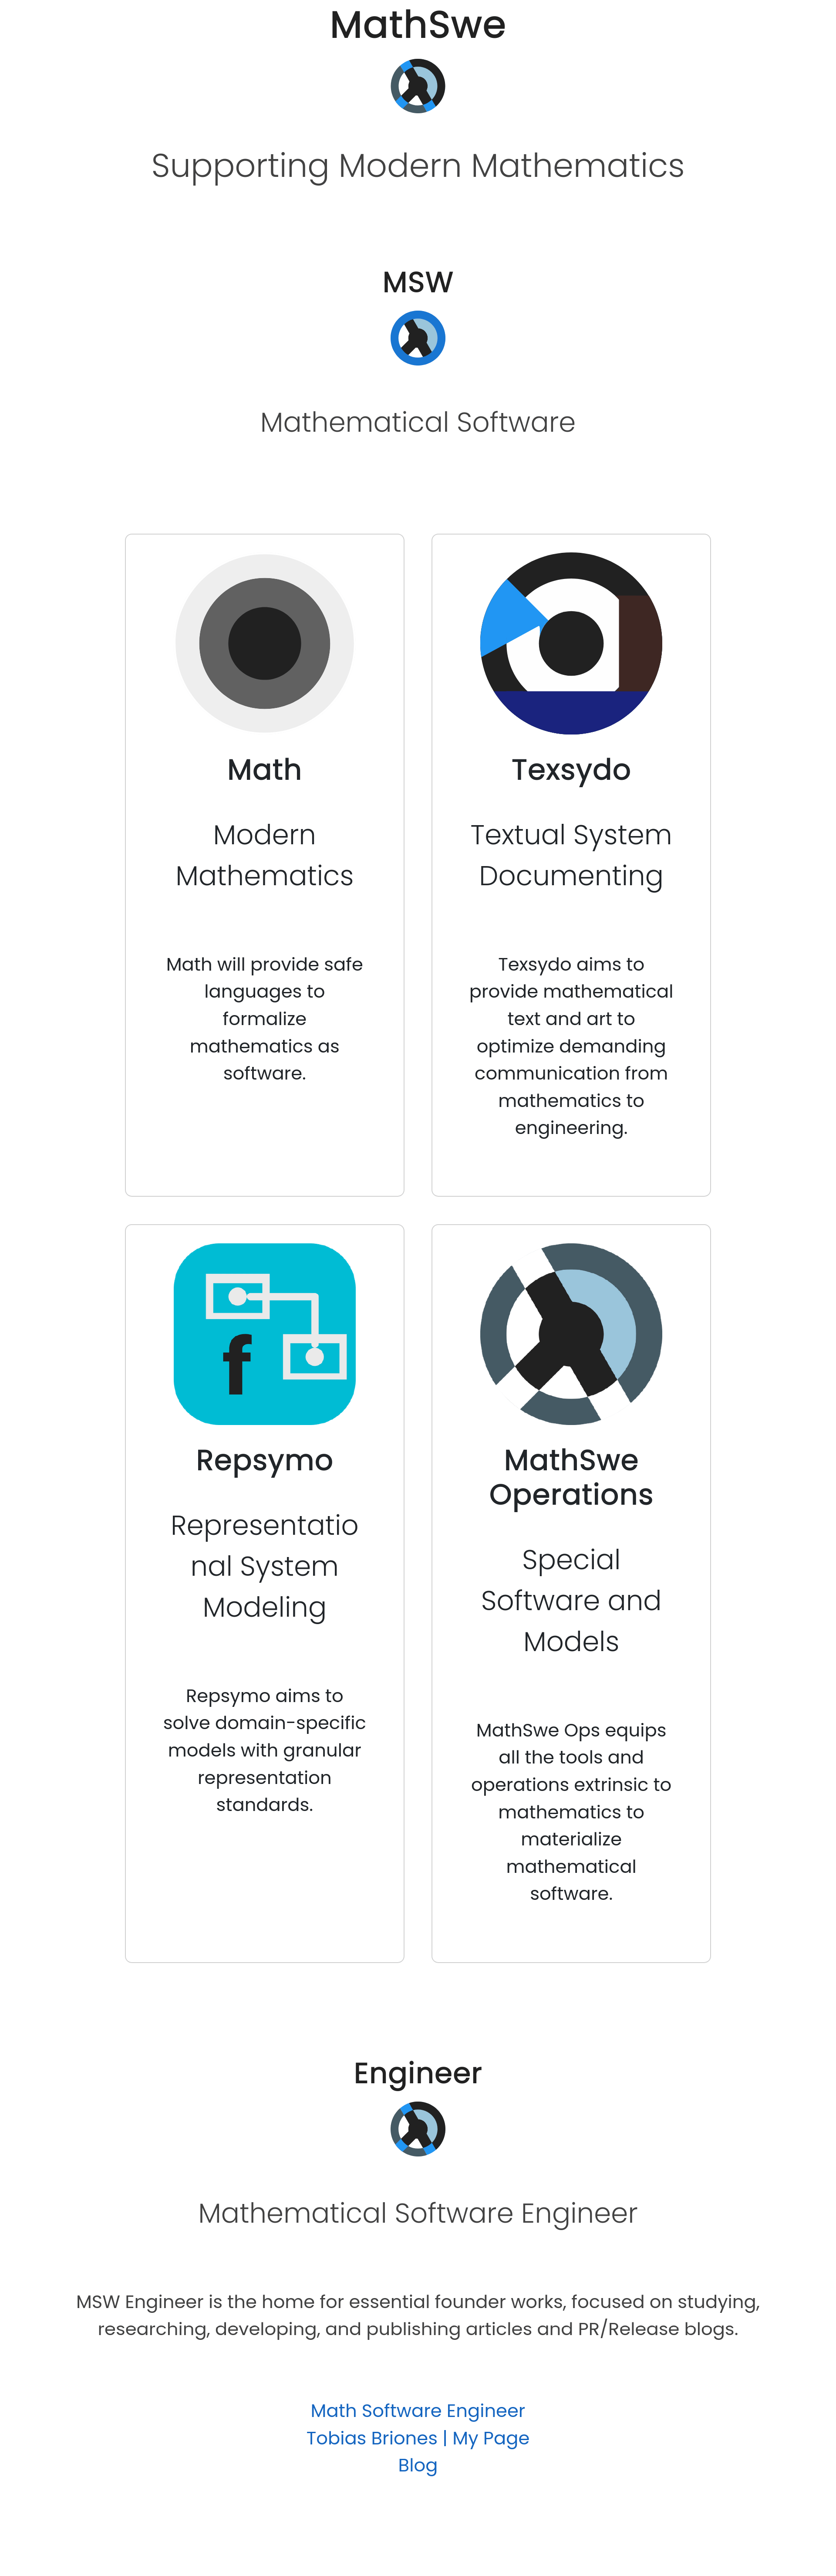 MathSwe
Supporting Modern Mathematics
MSW
Mathematical Software
Math
Modern
Mathematics
Math will provide safe
languages to
formalize
mathematics as
software.
Texsydo
Textual System
Documenting
Texsydo aims to
provide mathematical
text and art to
optimize demanding
communication from
mathematics to
engineering.
f
Repsymo
Representatio
nal System
Modeling
Repsymo aims to
solve domain-specific
models with granular
representation
standards.
MathSwe
Operations
Special
Software and
Models
MathSwe Ops equips
all the tools and
operations extrinsic to
mathematics to
materialize
mathematical
software.
Engineer
Mathematical Software Engineer
MSW Engineer is the home for essential founder works, focused on studying,
researching, developing, and publishing articles and PR/Release blogs.
Math Software Engineer
Tobias Briones | My Page
Blog